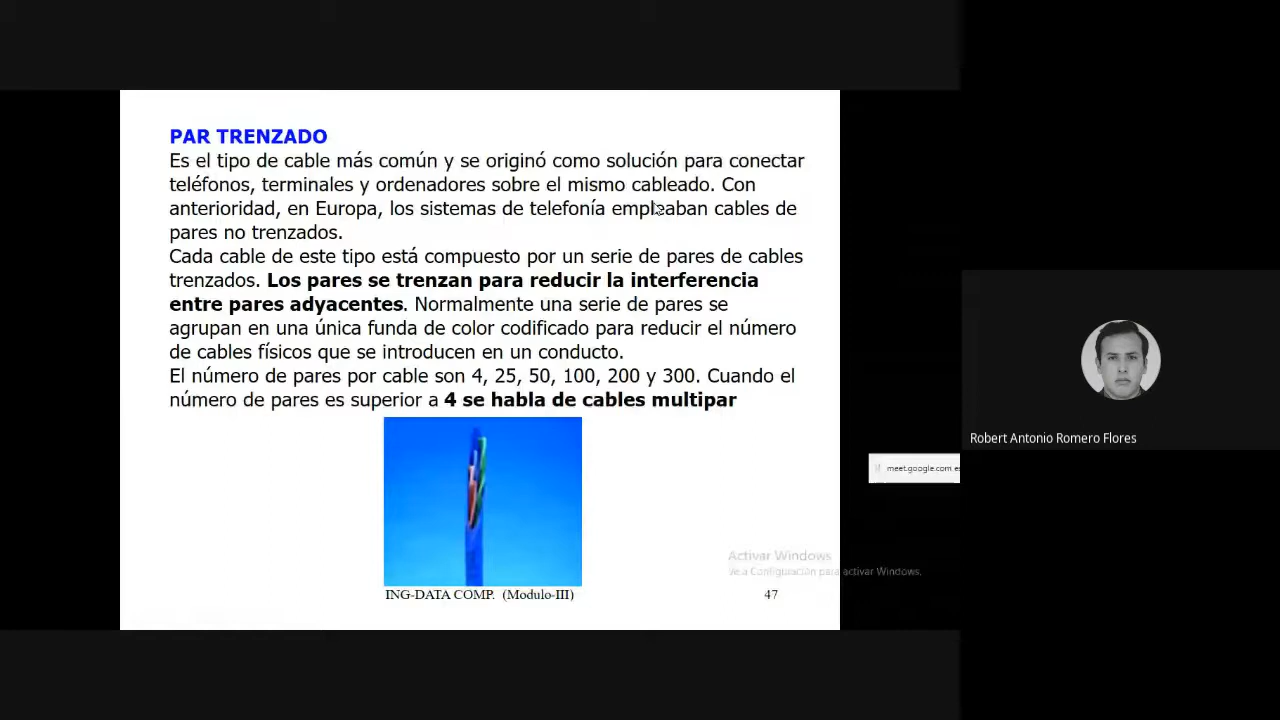 PAR TRENZADO
Es el tipo de cable más común y se originó como solución para conectar
teléfonos, terminales y ordenadores sobre el mismo cableado. Con
anterioridad, en Europa, los sistemas de telefonía empleaban cables de
pares no trenzados.
Cada cable de este tipo está compuesto por un serie de pares de cables
trenzados. Los pares se trenzan para reducir la interferencia
entre pares adyacentes. Normalmente una serie de pares se
agrupan en una única funda de color codificado para reducir el número
de cables físicos que se introducen en un conducto.
El número de pares por cable son 4, 25, 50, 100, 200 y 300. Cuando el
número de pares es superior a 4 se habla de cables multipar
ING-DATA COMP. (Modulo-III)
47
Robert Antonio Romero Flores
meet.google.com
Activar Windows
Ve a Configuración para activar Windows.